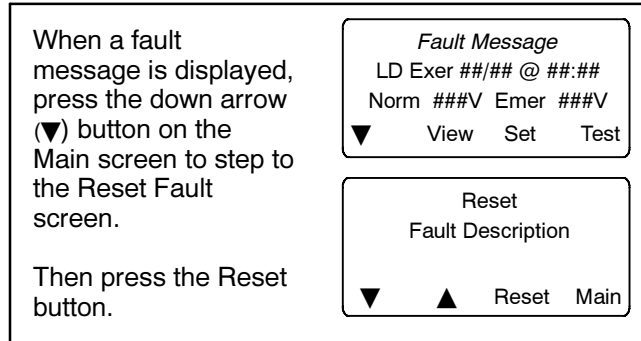 When a fault
message is displayed,
press the down arrow
(▼) button on the
Main screen to step to
the Reset Fault
screen.
Then press the Reset
button.
Fault Message
LD Exer ##/## @ ##:##
Norm ###V Emer ###V
▼ View Set Test
Reset
Fault Description
▼ ▲ Reset Main